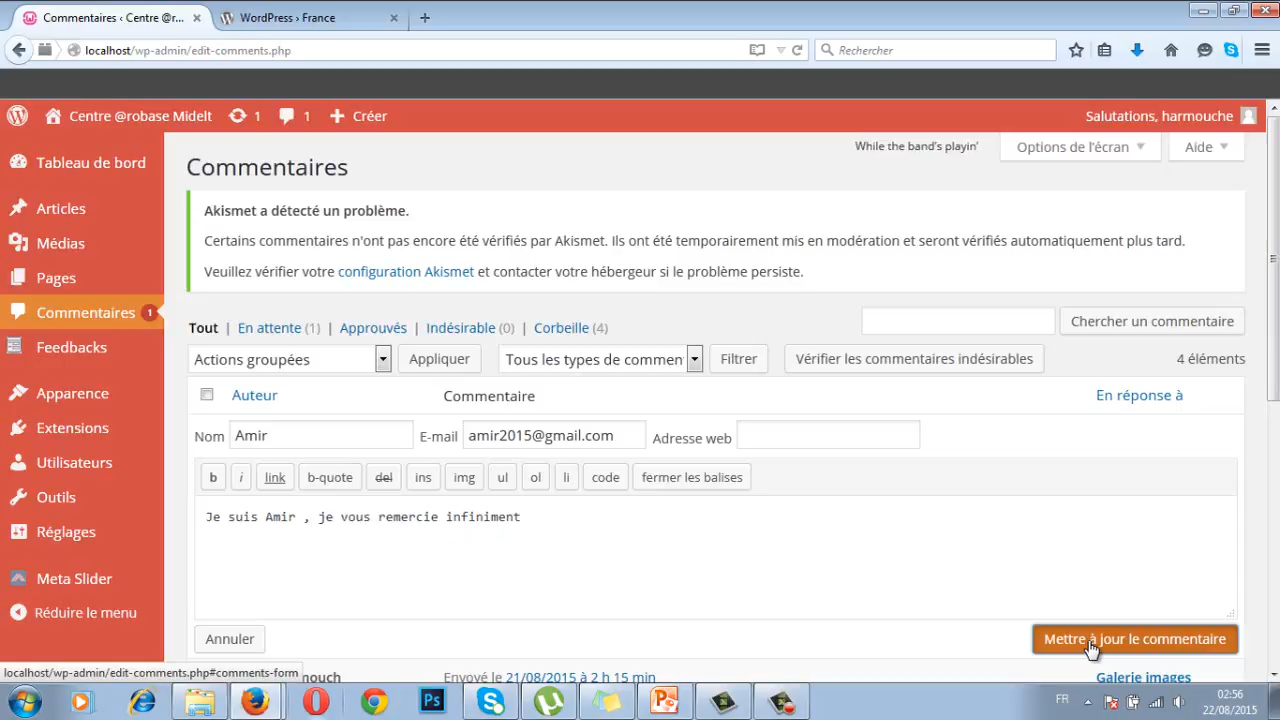 Commentaires ‹ Centre @r...
WordPress › France
localhost/wp-admin/edit-comments.php
Rechercher
Centre @robase Midelt
1
1
Créer
Salutations, harmouche
Tableau de bord
Articles
Médias
Pages
Commentaires 1
Feedbacks
Apparence
Extensions
Utilisateurs
Outils
Réglages
Meta Slider
Réduire le menu
While the band's playin'
Options de l'écran
Aide
Commentaires
Akismet a détecté un problème.
Certains commentaires n'ont pas encore été vérifiés par Akismet. Ils ont été temporairement mis en modération et seront vérifiés automatiquement plus tard.
Veuillez vérifier votre configuration Akismet et contacter votre hébergeur si le problème persiste.
Tout | En attente (1) | Approuvés | Indésirable (0) | Corbeille (4)
Chercher un commentaire
Actions groupées
Appliquer
Tous les types de commen
Filtrer
Vérifier les commentaires indésirables
4 éléments
Auteur
Commentaire
En réponse à
Nom Amir
E-mail amir2015@gmail.com
Adresse web
b i link b-quote del ins img ul ol li code fermer les balises
Je suis Amir , je vous remercie infiniment
Annuler
Mettre à jour le commentaire
localhost/wp-admin/edit-comments.php#comments-form
nouch
Envoyé le 21/08/2015 à 2 h 15 min
Galerie images
Ps
FR
02:56
22/08/2015